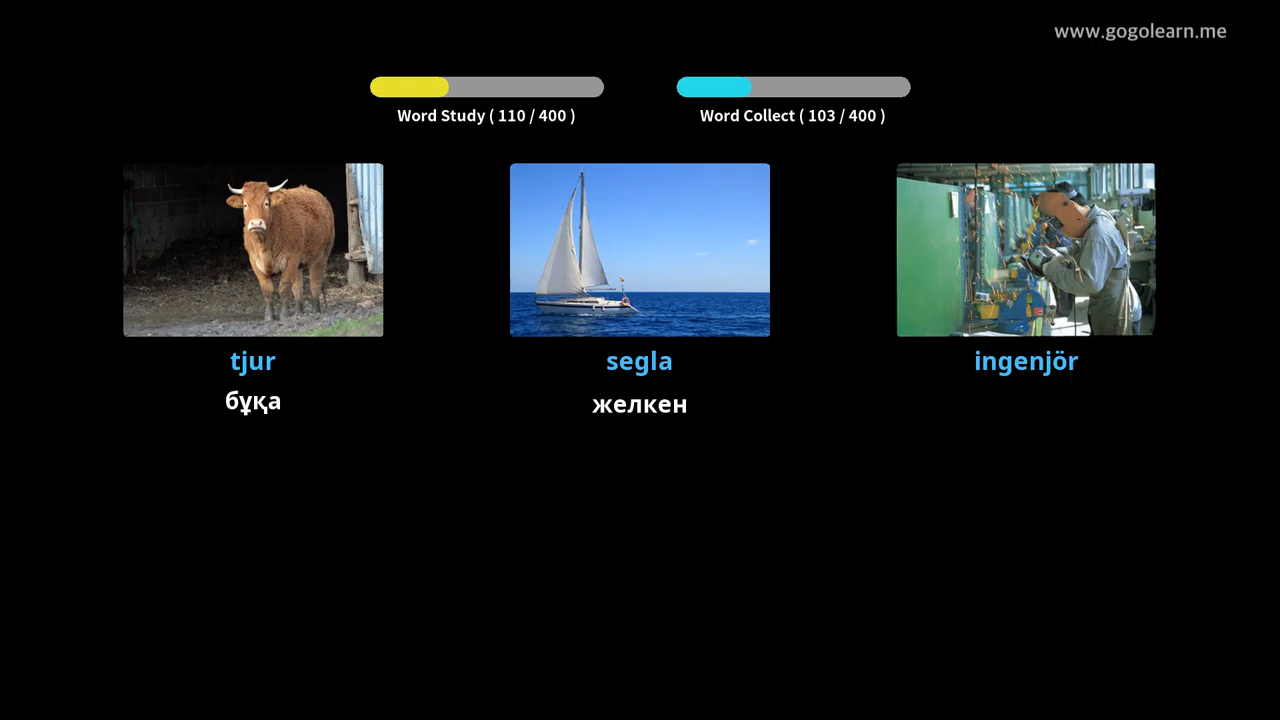 www.gogolearn.me
Word Study ( 110 / 400 )
Word Collect ( 103 / 400 )
tjur
segla
ingenjör
бұқа
желкен